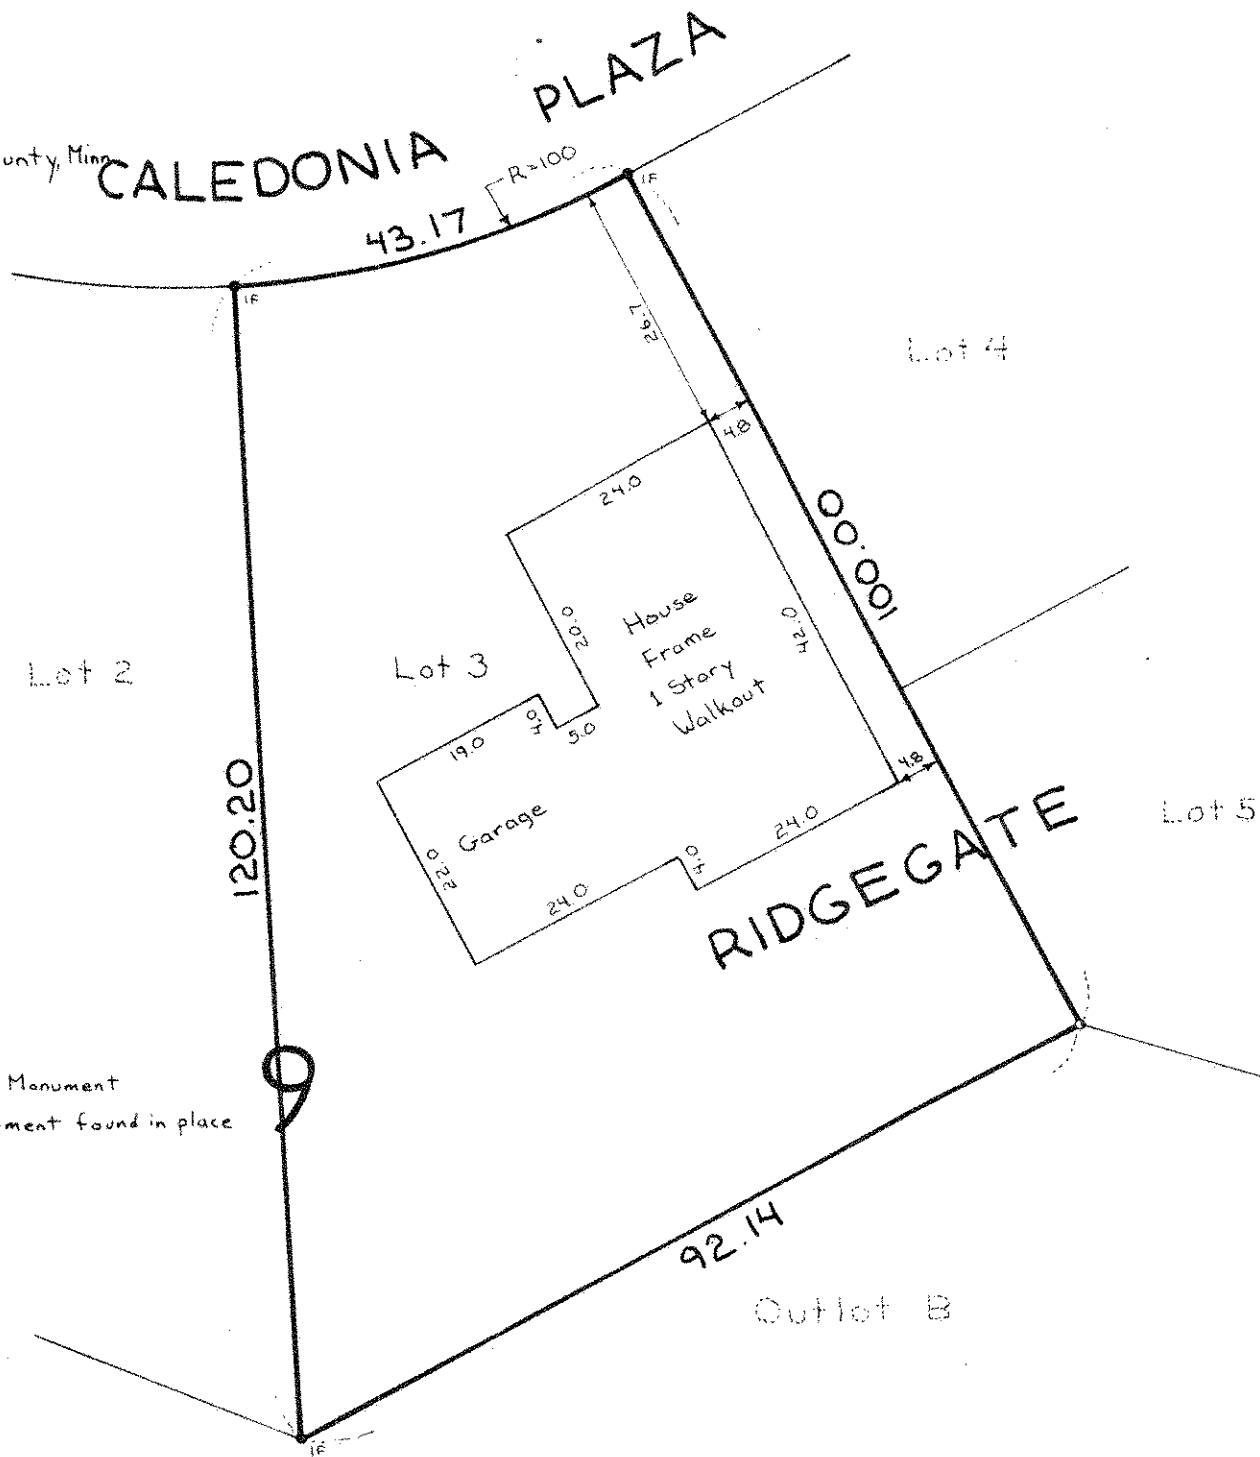 PLAZA
unty, Minn
CALEDONIA
R=100
IF
43.17
IF
26.7
Lot 4
4.8
24.0
100.00
20.0
House
Frame
1 Story
Walkout
42.0
Lot 2
Lot 3
4.0
5.0
19.0
4.8
120.20
Garage
22.0
24.0
4.0
24.0
RIDGEGATE
Lot 5
9
Monument
ment found in place
92.14
Outlot B
IF